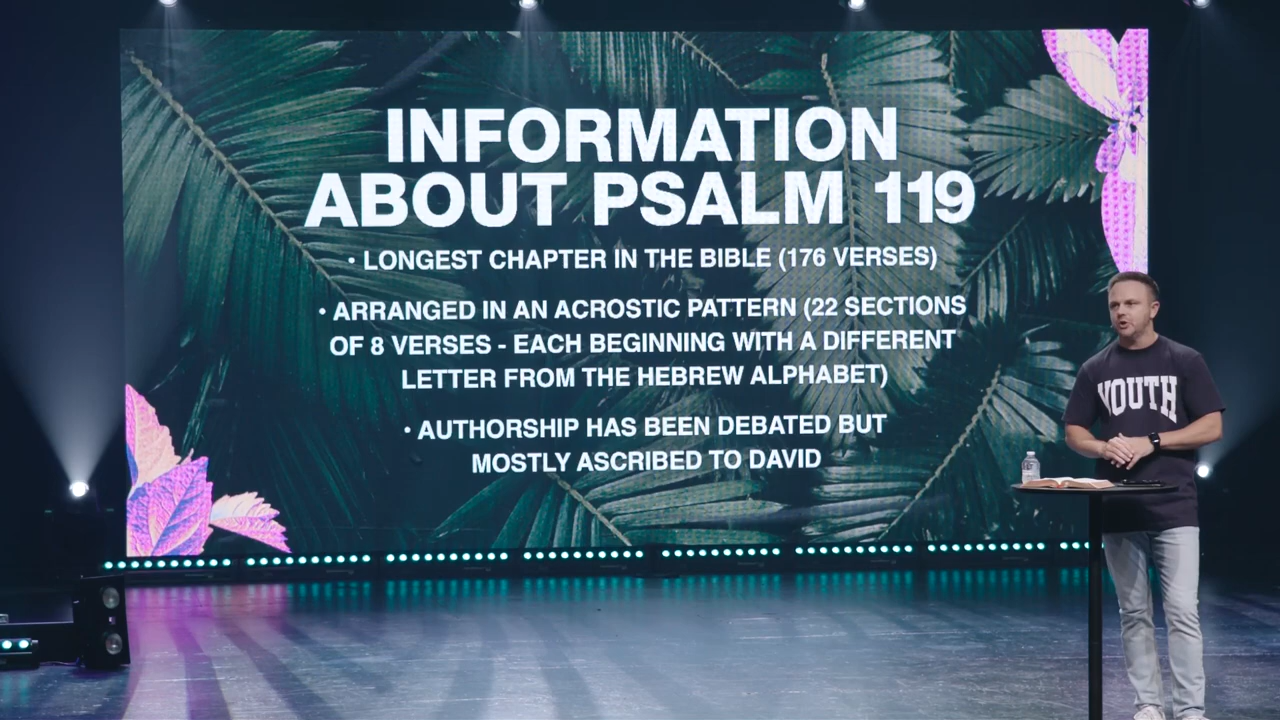 INFORMATION
ABOUT PSALM 119
• LONGEST CHAPTER IN THE BIBLE (176 VERSES)
• ARRANGED IN AN ACROSTIC PATTERN (22 SECTIONS
OF 8 VERSES - EACH BEGINNING WITH A DIFFERENT
LETTER FROM THE HEBREW ALPHABET)
• AUTHORSHIP HAS BEEN DEBATED BUT
MOSTLY ASCRIBED TO DAVID
YOUTH